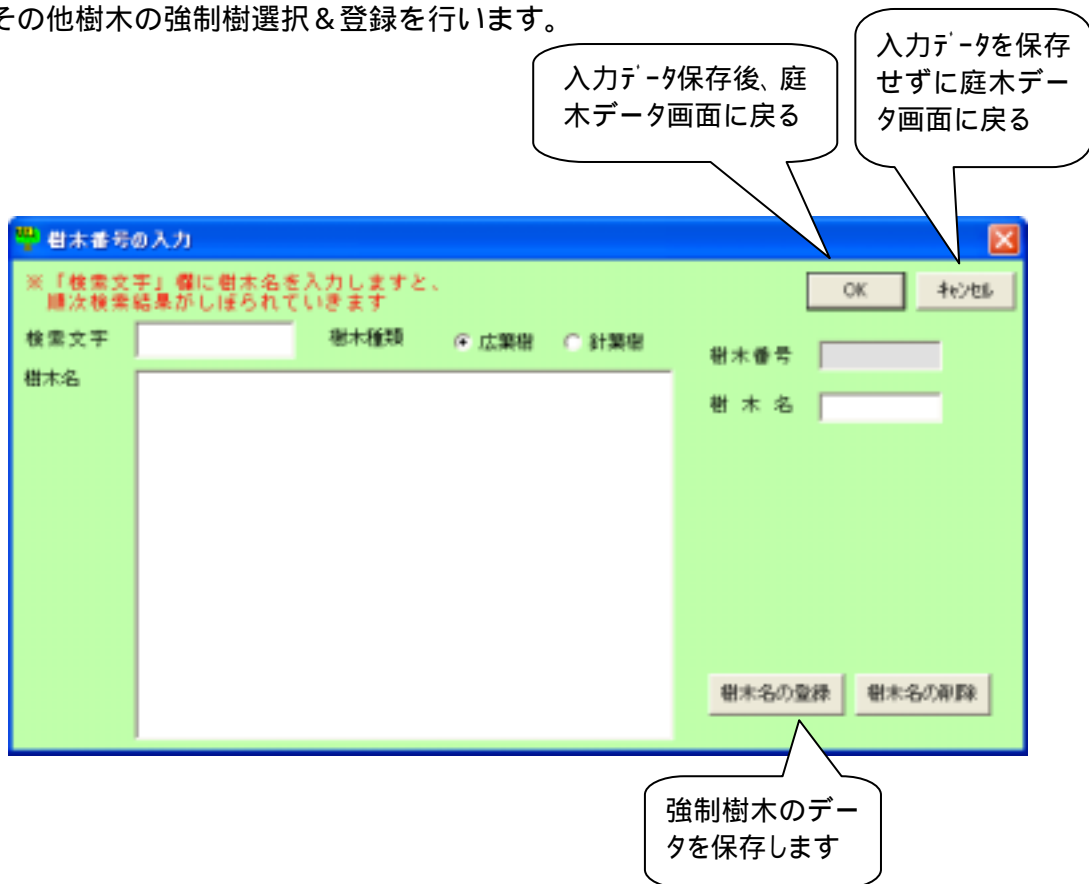 その他樹木の強制樹選択＆登録を行います。
入力ﾃﾞｰﾀ保存後、庭
木データ画面に戻る
入力ﾃﾞｰﾀを保存
せずに庭木デー
タ画面に戻る
樹木番号の入力
※「検索文字」欄に樹木名を入力しますと、
順次検索結果がしぼられていきます
OK
ｷｬﾝｾﾙ
検索文字
樹木種類
広葉樹
針葉樹
樹木番号
樹木名
樹 木 名
樹木名の登録
樹木名の削除
強制樹木のデー
タを保存します